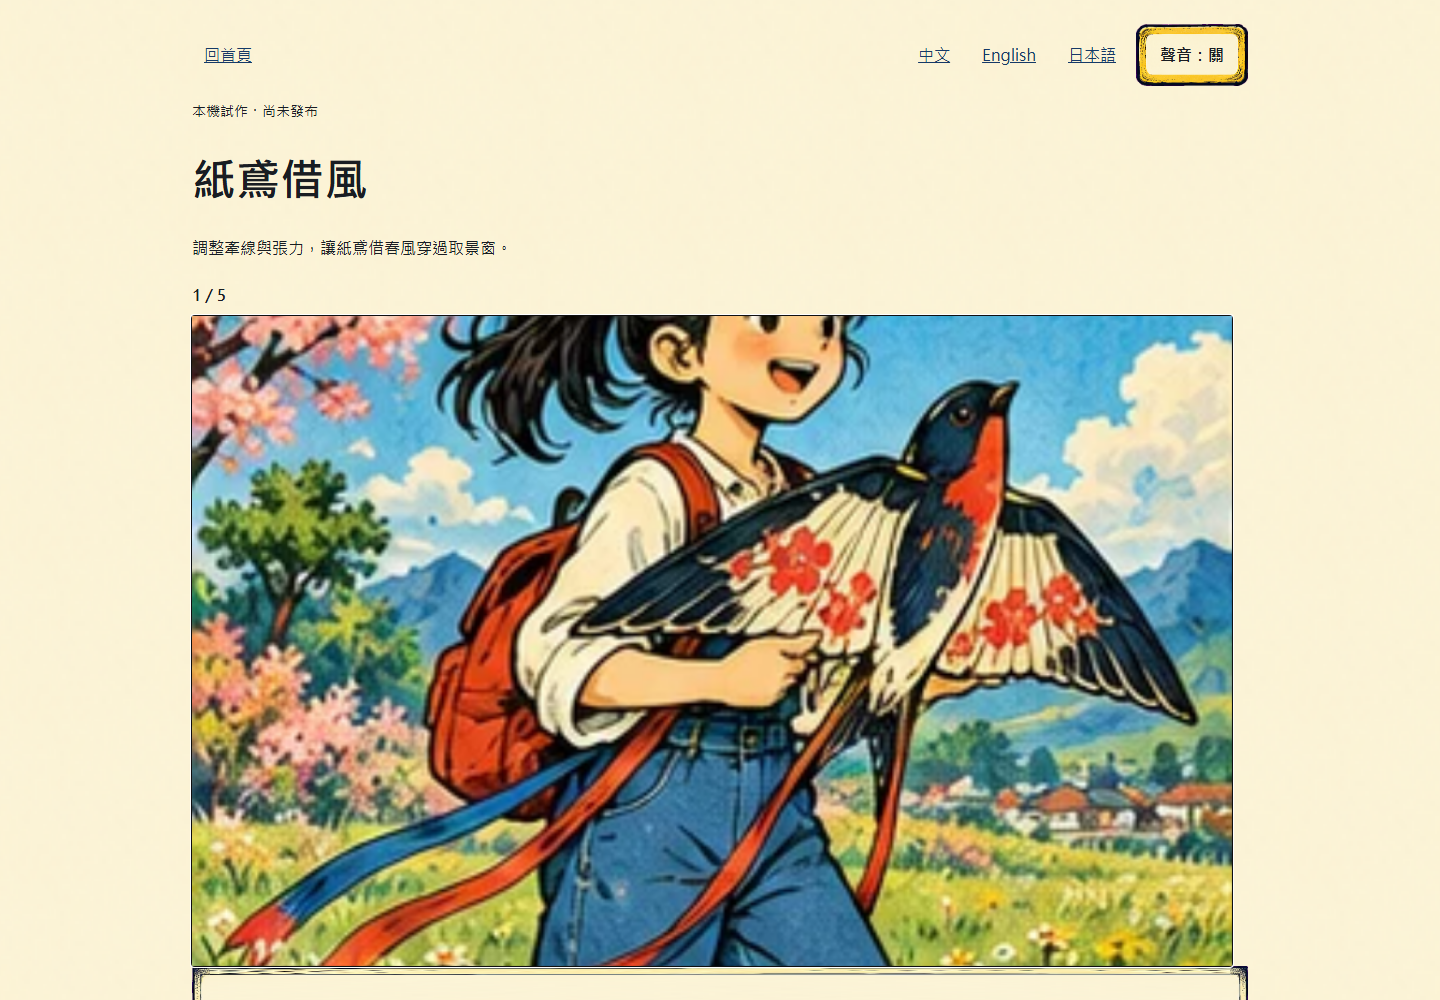 回首頁
中文 English 日本語 聲音：關
本機試作・尚未發布
紙鳶借風
調整牽線與張力，讓紙鳶借春風穿過取景窗。
1 / 5